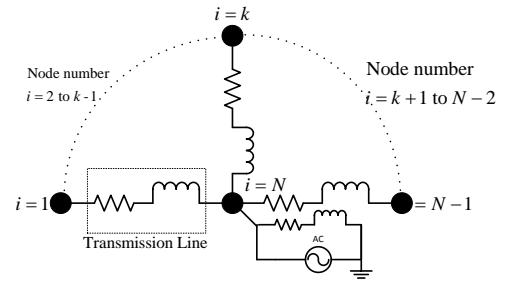 i = k
Node number
i = 2 to k - 1
Node number
i = k + 1 to N − 2
i = 1
i = N
= N − 1
Transmission Line
AC